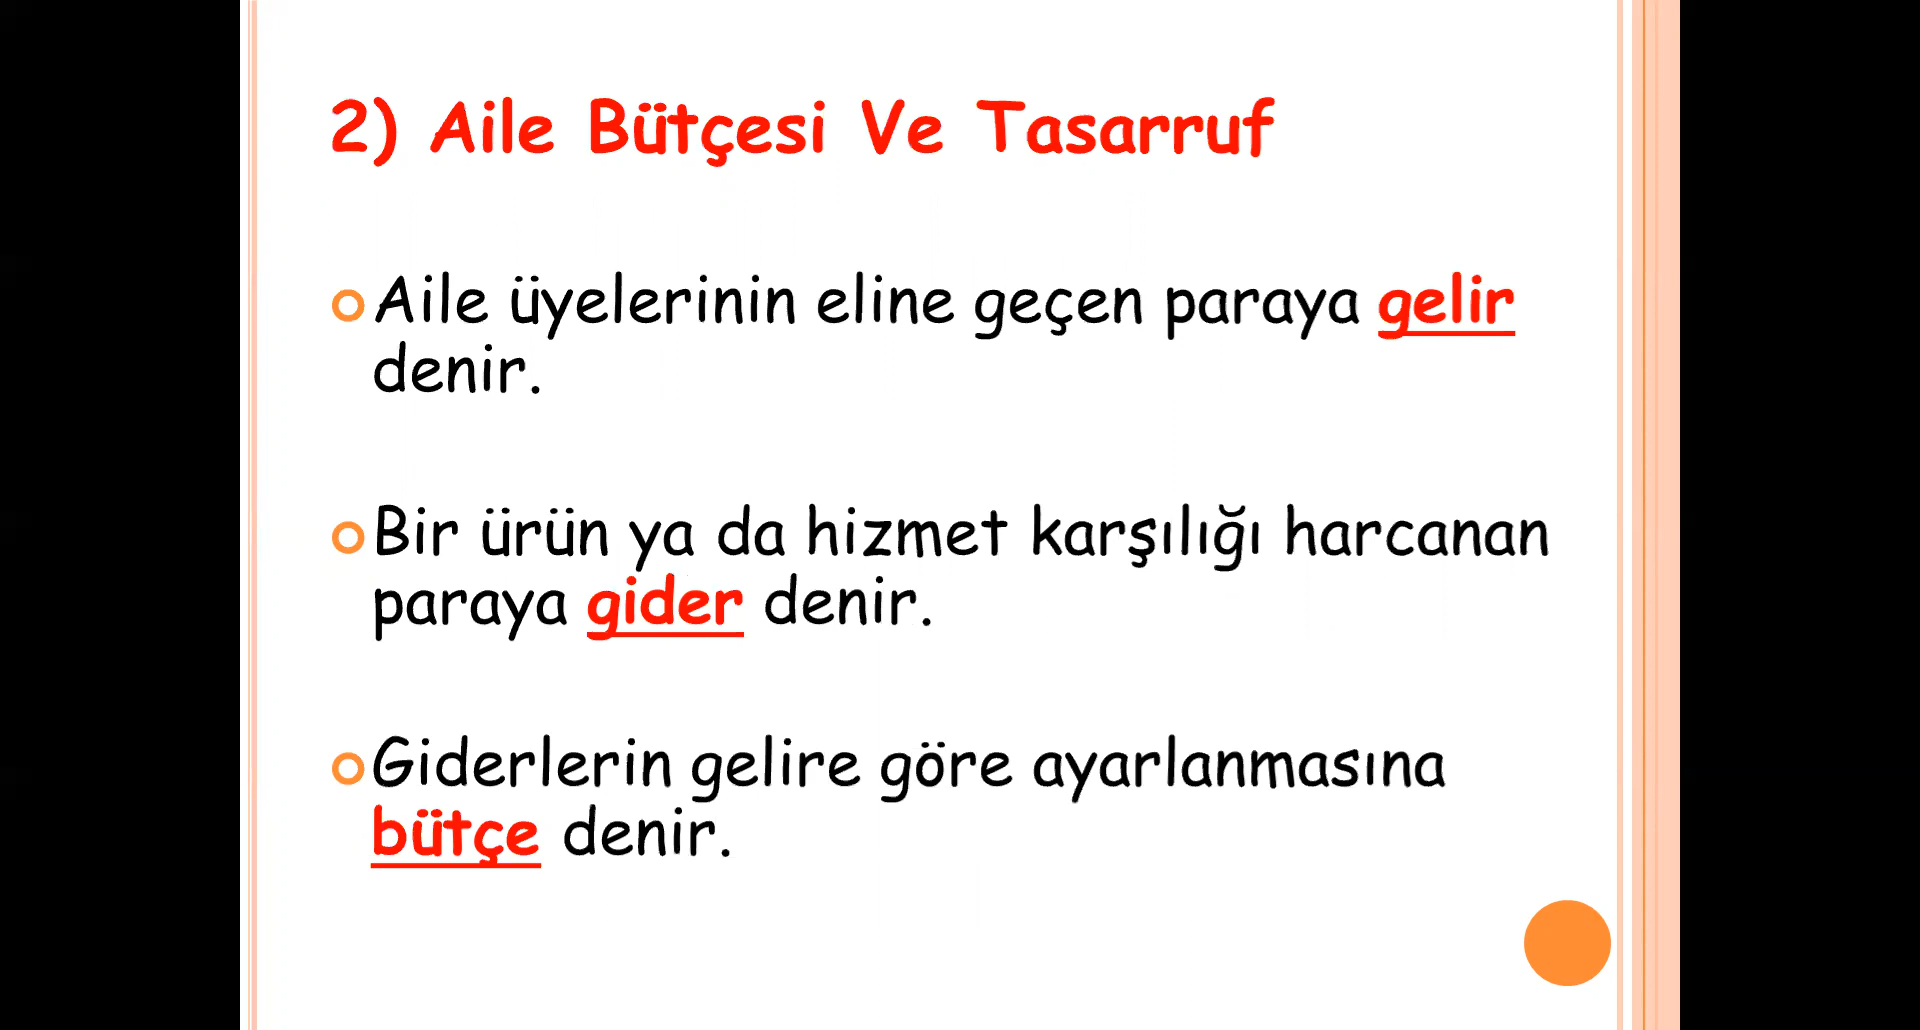 2) Aile Bütçesi Ve Tasarruf
Aile üyelerinin eline geçen paraya gelir
denir.
Bir ürün ya da hizmet karşılığı harcanan
paraya gider denir.
Giderlerin gelire göre ayarlanmasına
bütçe denir.